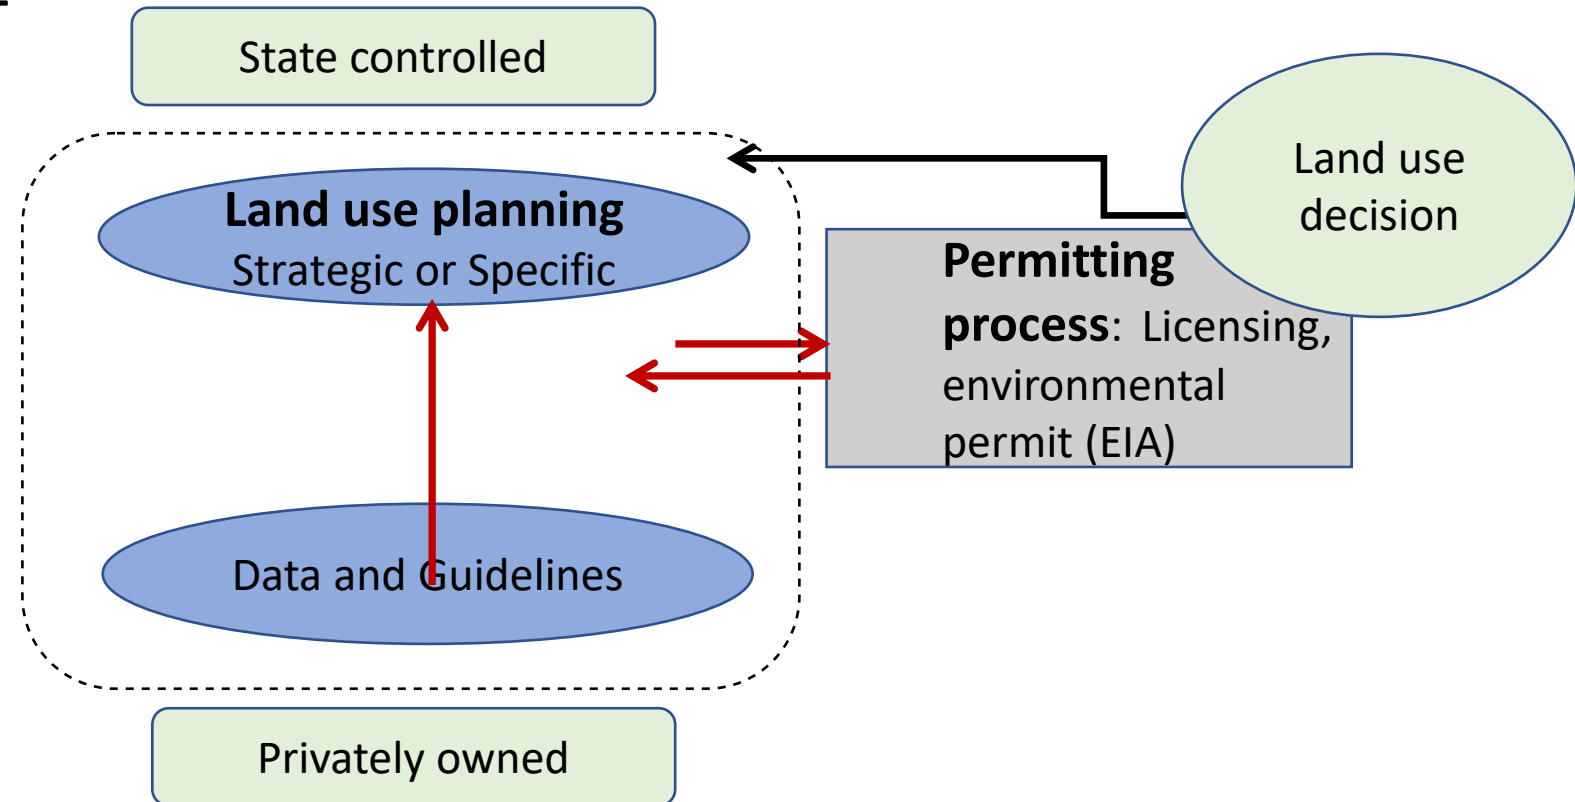 State controlled
Land use
decision
Land use planning
Strategic or Specific
Permitting
process: Licensing,
environmental
permit (EIA)
Data and Guidelines
Privately owned